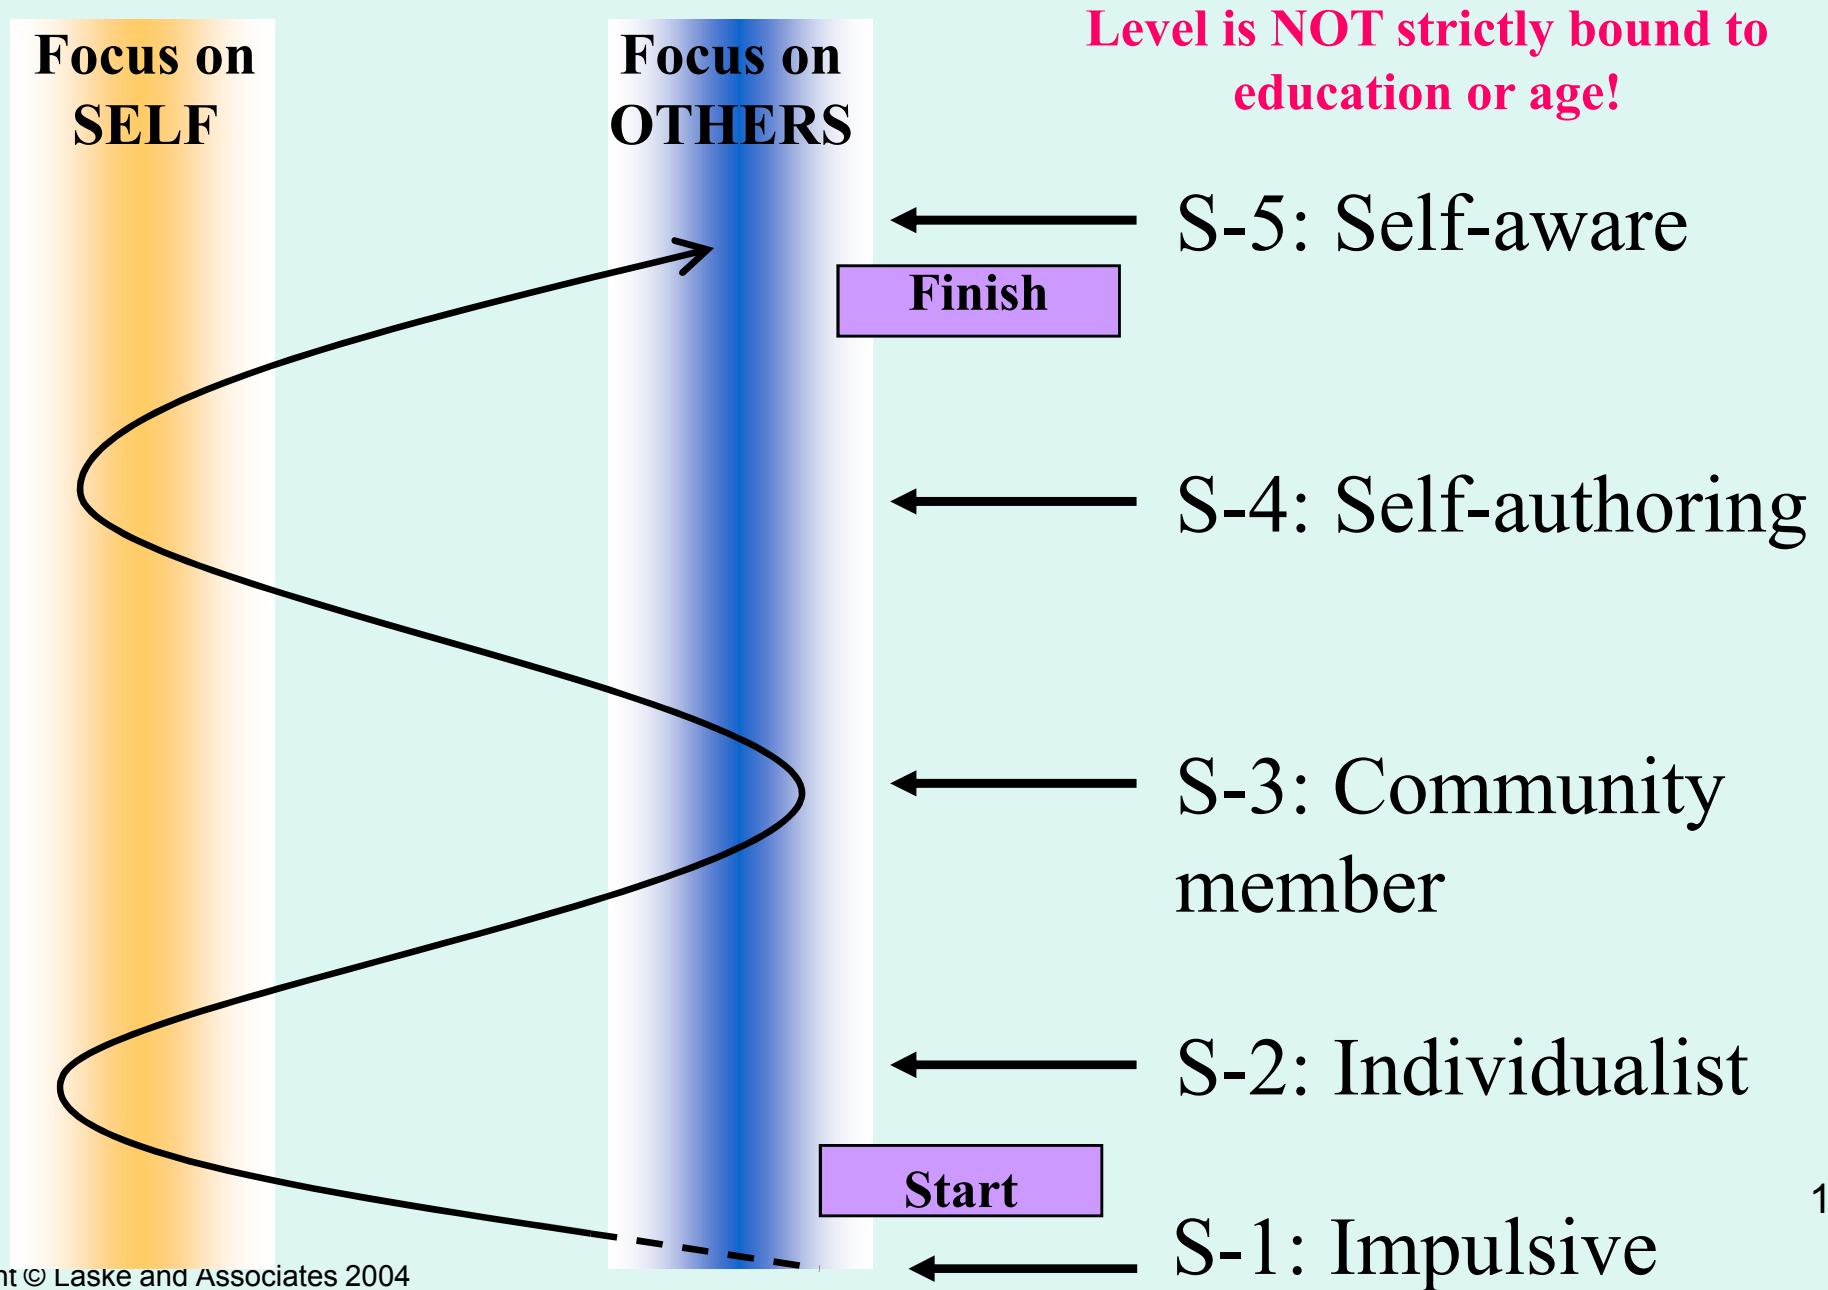 Focus on
SELF
Focus on
OTHERS
Level is NOT strictly bound to
education or age!
S-5: Self-aware
Finish
S-4: Self-authoring
S-3: Community
member
S-2: Individualist
Start
1
S-1: Impulsive
© Laske and Associates 2004